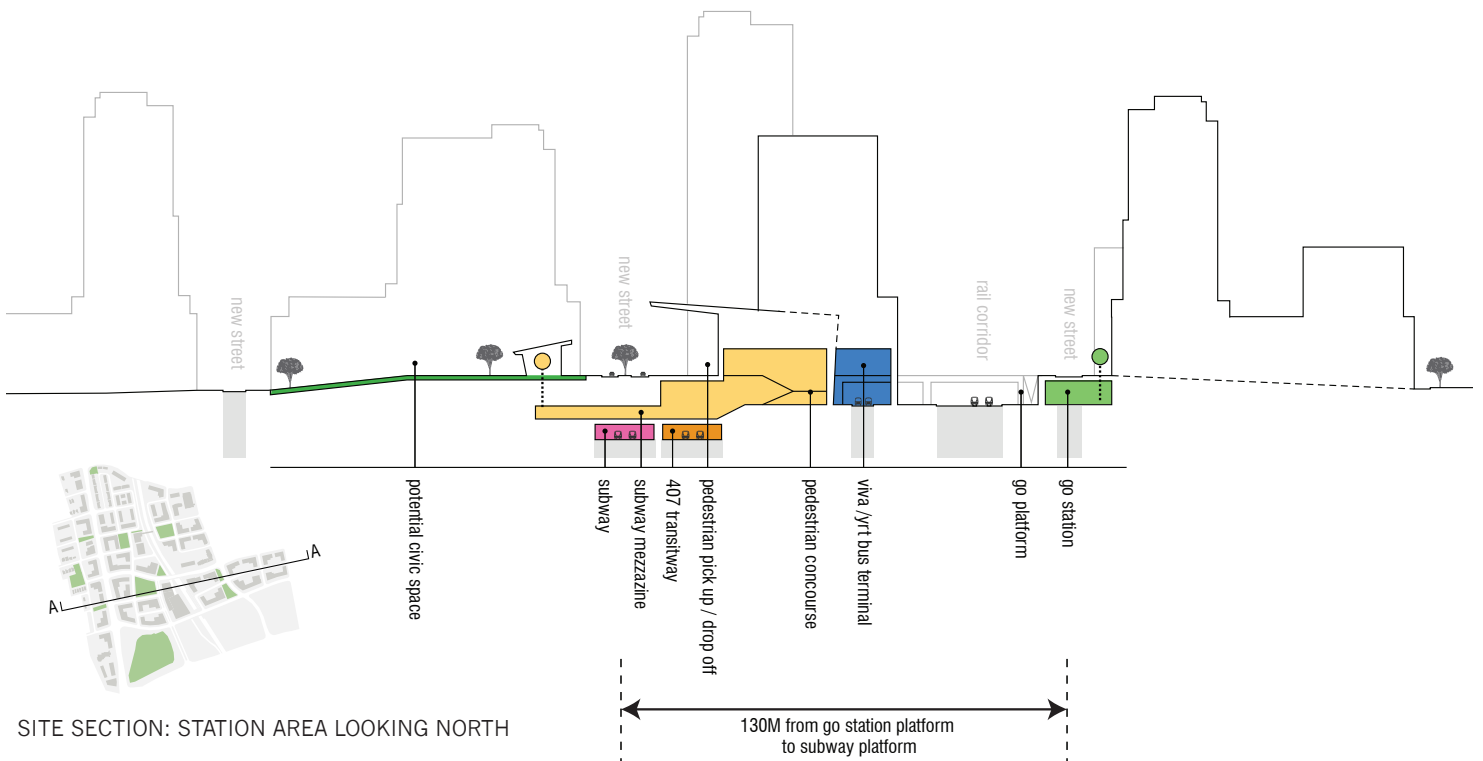 new street
new street
rail corridor
new street
potential civic space
subway
subway mezzazine
407 transitway
pedestrian pick up / drop off
pedestrian concourse
viva /yrt bus terminal
go platform
go station
A
A
SITE SECTION: STATION AREA LOOKING NORTH
130M from go station platform
to subway platform